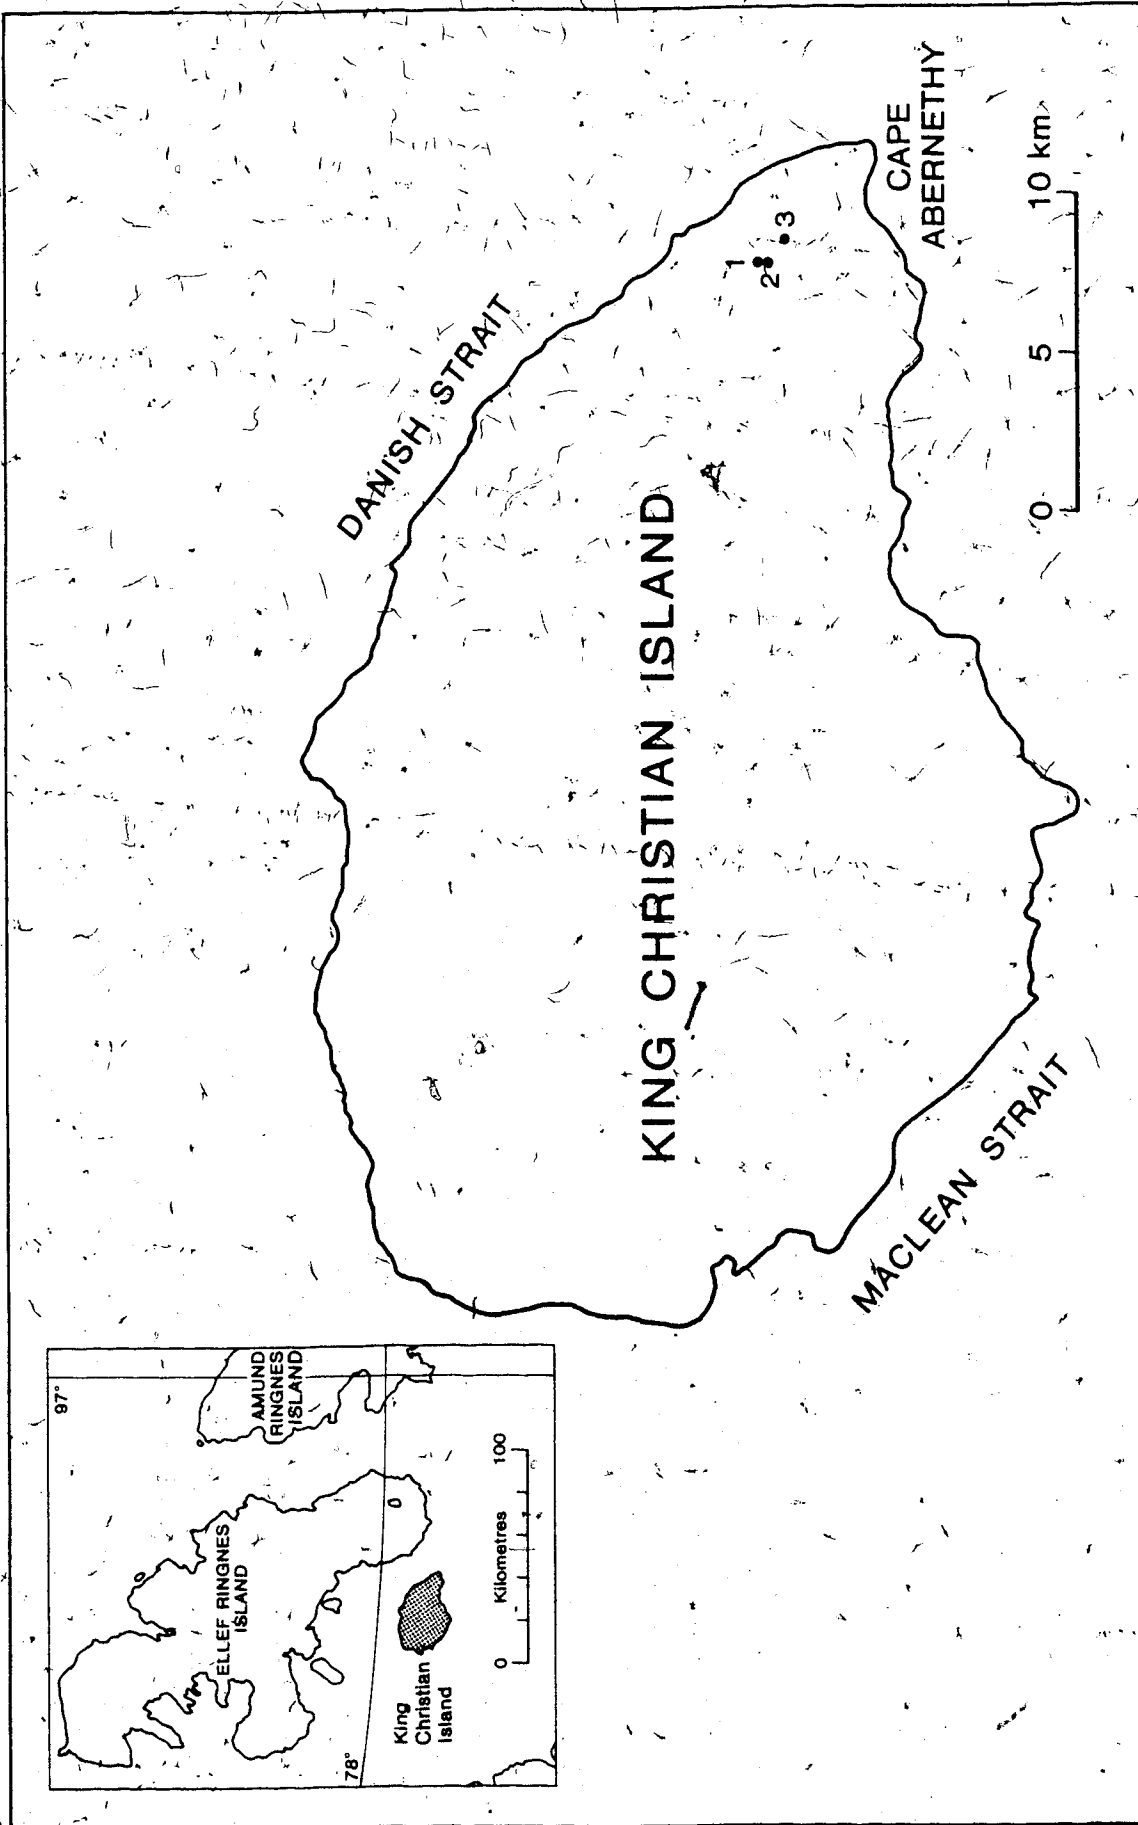 97°
AMUND
RINGNES
ISLAND
ELLEF RINGNES
ISLAND
78°
King
Christian
Island
0 Kilometres 100
DANISH STRAIT
KING CHRISTIAN ISLAND
1
2
3
CAPE
ABERNETHY
MACLEAN STRAIT
0 5 10 km